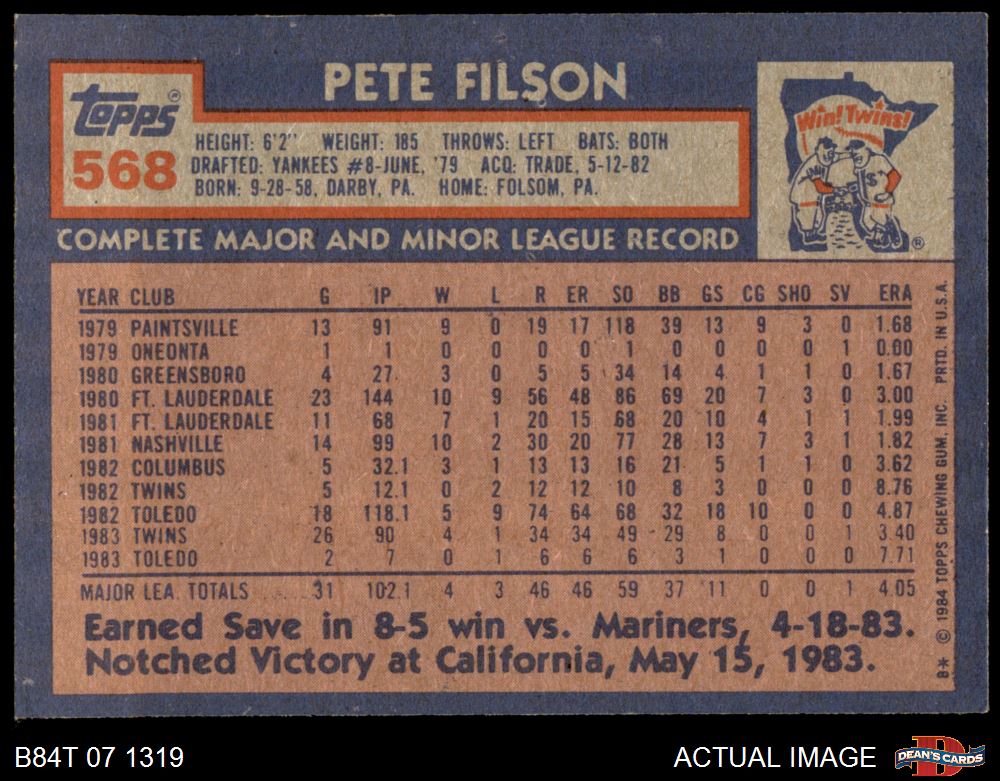 PETE FILSON
Topps®
568
HEIGHT: 6'2" WEIGHT: 185 THROWS: LEFT BATS: BOTH
DRAFTED: YANKEES #8-JUNE, '79 ACQ: TRADE, 5-12-82
BORN: 9-28-58, DARBY, PA. HOME: FOLSOM, PA.
Win! Twins!
®
COMPLETE MAJOR AND MINOR LEAGUE RECORD
YEAR CLUB G IP W L R ER SO BB GS CG SHO SV ERA
1979 PAINTSVILLE 13 91 9 0 19 17 118 39 13 9 3 0 1.68
1979 ONEONTA 1 1 0 0 0 0 1 0 0 0 0 1 0.00
1980 GREENSBORO 4 27 3 0 5 5 34 14 4 1 1 0 1.67
1980 FT. LAUDERDALE 23 144 10 9 56 48 86 69 20 7 3 0 3.00
1981 FT. LAUDERDALE 11 68 7 1 20 15 68 20 10 4 1 1 1.99
1981 NASHVILLE 14 99 10 2 30 20 77 28 13 7 3 1 1.82
1982 COLUMBUS 5 32.1 3 1 13 13 16 21 5 1 1 0 3.62
1982 TWINS 5 12.1 0 2 12 12 10 8 3 0 0 0 8.76
1982 TOLEDO 18 118.1 5 9 74 64 68 32 18 10 0 0 4.87
1983 TWINS 26 90 4 1 34 34 49 29 8 0 0 1 3.40
1983 TOLEDO 2 7 0 1 6 6 6 3 1 0 0 0 7.71
MAJOR LEA. TOTALS 31 102.1 4 3 46 46 59 37 11 0 0 1 4.05
Earned Save in 8-5 win vs. Mariners, 4-18-83.
Notched Victory at California, May 15, 1983.
B* © 1984 TOPPS CHEWING GUM, INC. PRTD. IN U.S.A.
B84T 07 1319
ACTUAL IMAGE
DEAN'S CARDS